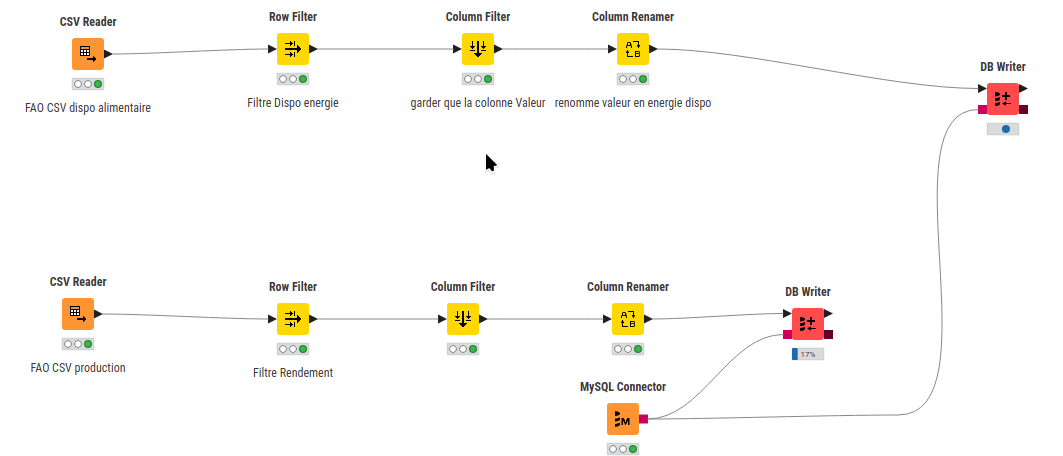 CSV Reader
FAO CSV dispo alimentaire
Row Filter
Filtre Dispo energie
Column Filter
garder que la colonne Valeur
Column Renamer
A
B
renomme valeur en energie dispo
DB Writer
CSV Reader
FAO CSV production
Row Filter
Filtre Rendement
Column Filter
Column Renamer
A
B
DB Writer
17%
MySQL Connector
M